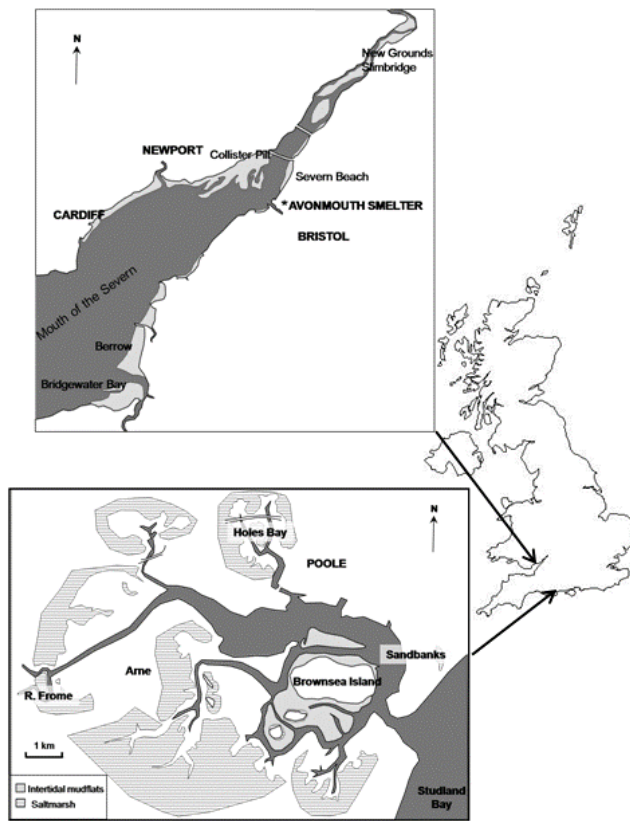 N
New Grounds
Slimbridge
NEWPORT
Collister Pill
Severn Beach
*AVONMOUTH SMELTER
CARDIFF
BRISTOL
Mouth of the Severn
Berrow
Bridgewater Bay
N
Holes Bay
POOLE
Sandbanks
Arne
Brownsea Island
R. Frome
1 km
Intertidal mudflats
Saltmarsh
Studland
Bay